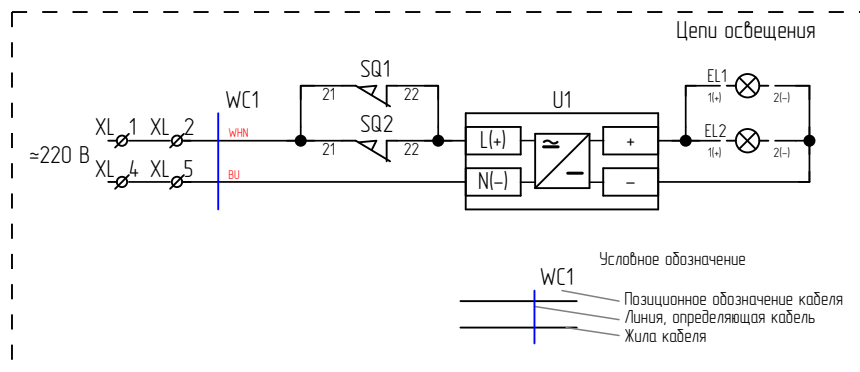 Цепи освещения
SQ1
21 22
EL1
1(+) 2(-)
WC1
U1
XL 1 XL 2
WHN
SQ2
21 22
L(+)
+
EL2
1(+) 2(-)
≃220 В
XL 4 XL 5
BU
N(-)
-
Условное обозначение
WC1
Позиционное обозначение кабеля
Линия, определяющая кабель
Жила кабеля